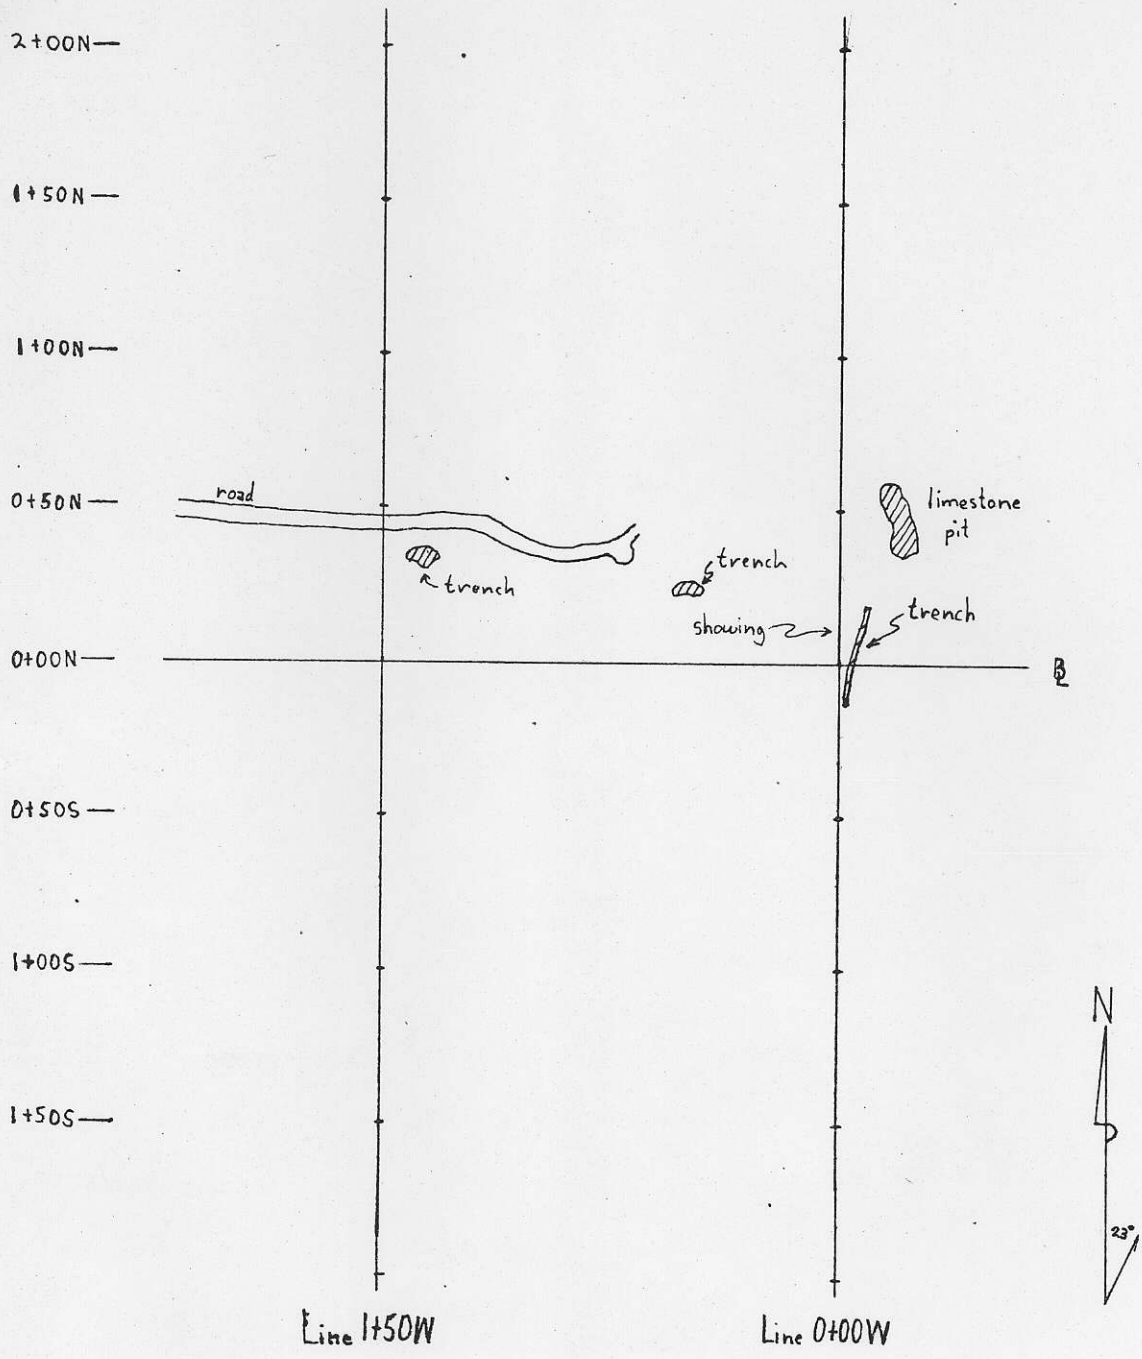 2+00N
1+50N
1+00N
0+50N
road
limestone
pit
trench
trench
showing
trench
0+00N
BL
0+50S
1+00S
N
1+50S
23°
Line 1+50W
Line 0+00W